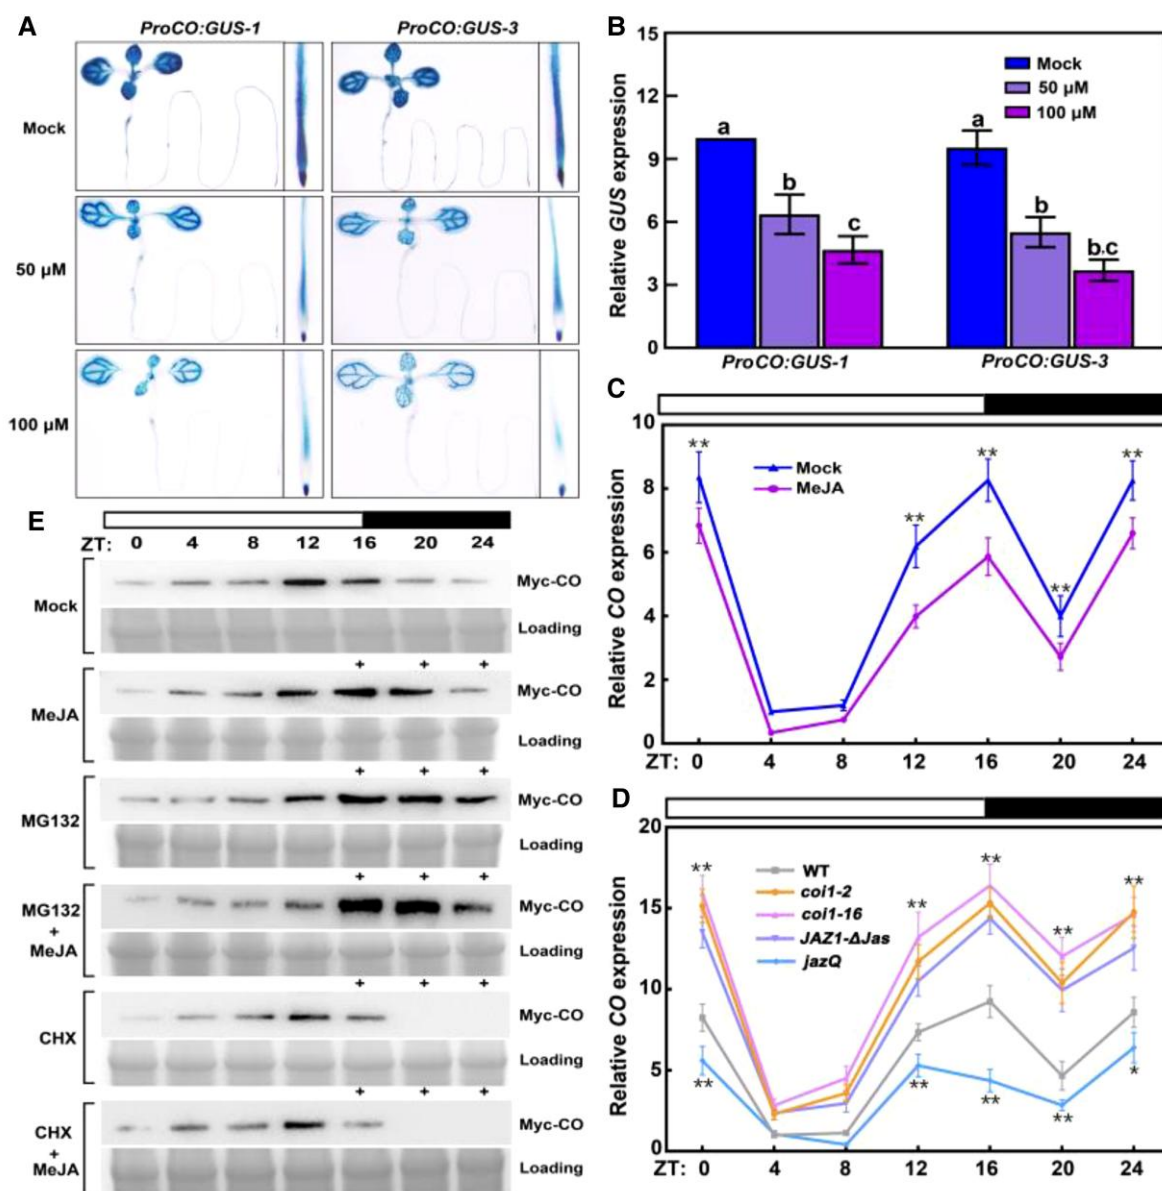 A
ProCO:GUS-1
ProCO:GUS-3
Mock
50 μM
100 μM
B
Relative GUS expression
15
12
9
6
3
0
Mock
50 μM
100 μM
a
b
c
a
b
b.c
ProCO:GUS-1
ProCO:GUS-3
C
Relative CO expression
10
8
6
4
2
0
Mock
MeJA
**
**
**
**
**
ZT: 0 4 8 12 16 20 24
D
Relative CO expression
20
15
10
5
0
WT
coi1-2
coi1-16
JAZ1-ΔJas
jazQ
**
**
**
**
**
**
**
**
**
*
ZT: 0 4 8 12 16 20 24
E
ZT: 0 4 8 12 16 20 24
Mock
Myc-CO
Loading
+ + +
MeJA
Myc-CO
Loading
+ + +
MG132
Myc-CO
Loading
+ + +
MG132
+
MeJA
Myc-CO
Loading
+ + +
CHX
Myc-CO
Loading
+ + +
CHX
+
MeJA
Myc-CO
Loading